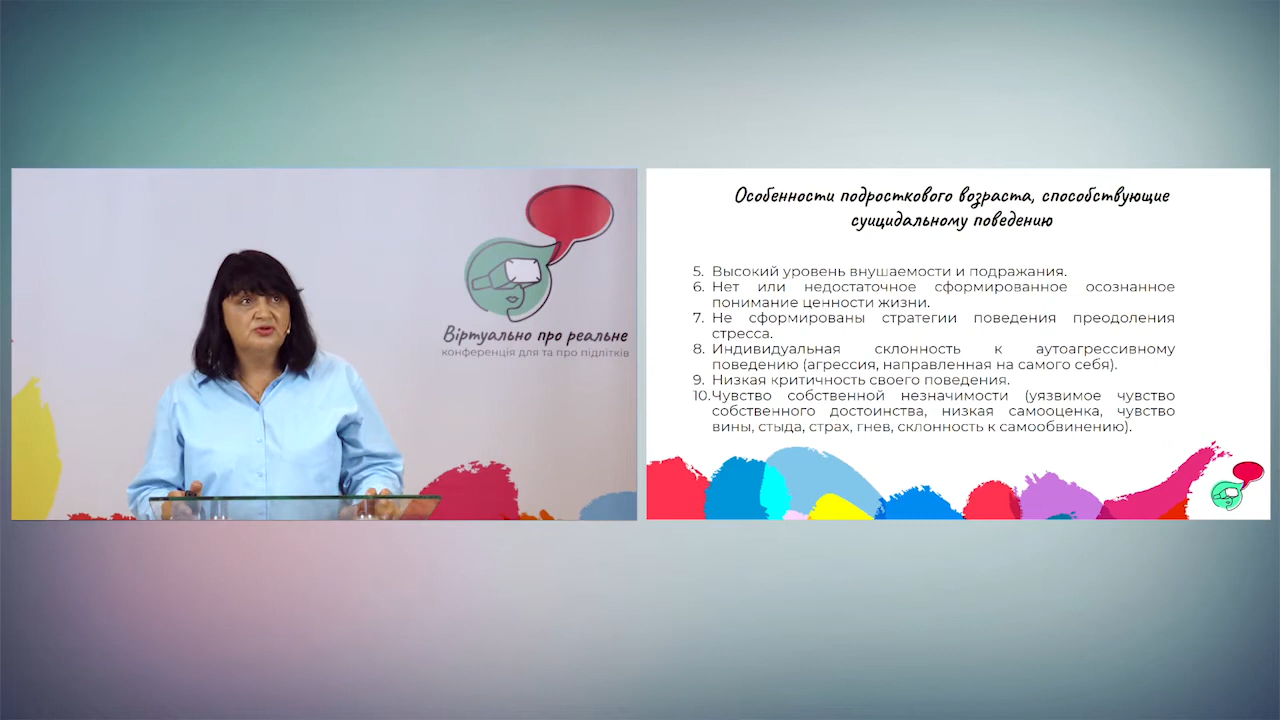 Віртуально про реальне
конференція для та про підлітків
Особенности подросткового возраста, способствующие
суицидальному поведению
5. Высокий уровень внушаемости и подражания.
6. Нет или недостаточное сформированное осознанное
понимание ценности жизни.
7. Не сформированы стратегии поведения преодоления
стресса.
8. Индивидуальная склонность к аутоагрессивному
поведению (агрессия, направленная на самого себя).
9. Низкая критичность своего поведения.
10. Чувство собственной незначимости (уязвимое чувство
собственного достоинства, низкая самооценка, чувство
вины, стыда, страх, гнев, склонность к самообвинению).